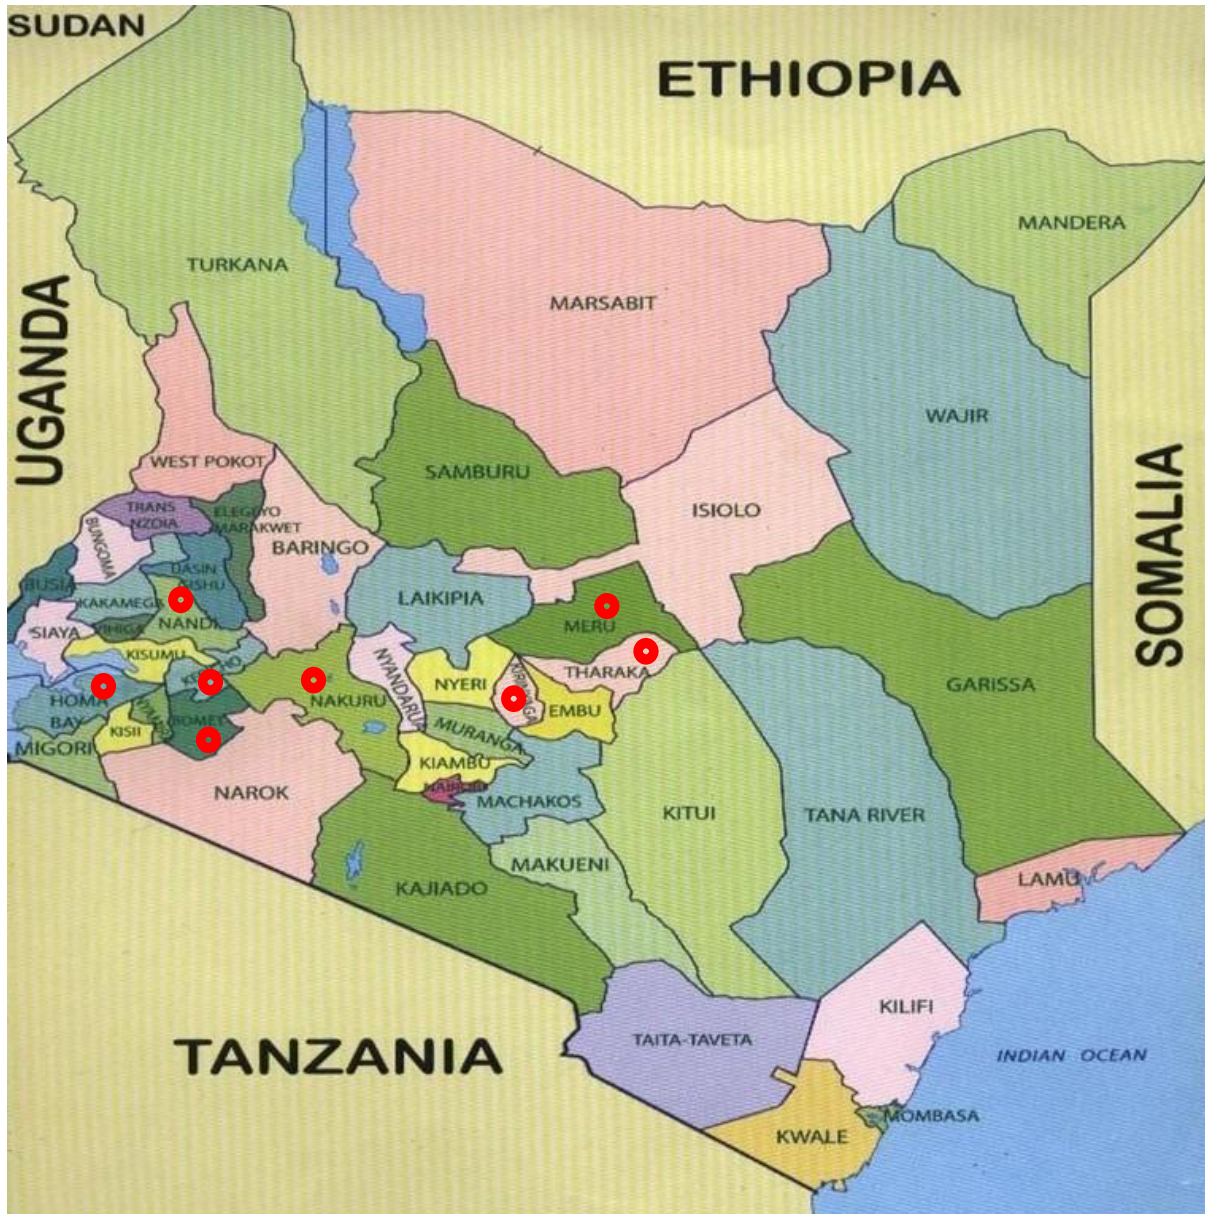 SUDAN
ETHIOPIA
MANDERA
TURKANA
MARSABIT
UGANDA
WAJIR
WEST POKOT
SAMBURU
SOMALIA
ISIOLO
TRANS
NZOIA
ELEGEYO
MARAKWET
BUNGOMA
BARINGO
UASIN
GISHU
BUSIA
KAKAMEGA
LAIKIPIA
NANDI
MERU
SIAYA
VIHIGA
KISUMU
NYANDARUA
THARAKA
NYERI
GARISSA
HOMA
BAY
NAKURU
EMBU
BOMET
KISII
MURANGA
MIGORI
KIAMBU
NAROK
NAIROBI
MACHAKOS
KITUI
TANA RIVER
MAKUENI
LAMU
KAJIADO
KILIFI
TAITA-TAVETA
TANZANIA
INDIAN OCEAN
MOMBASA
KWALE